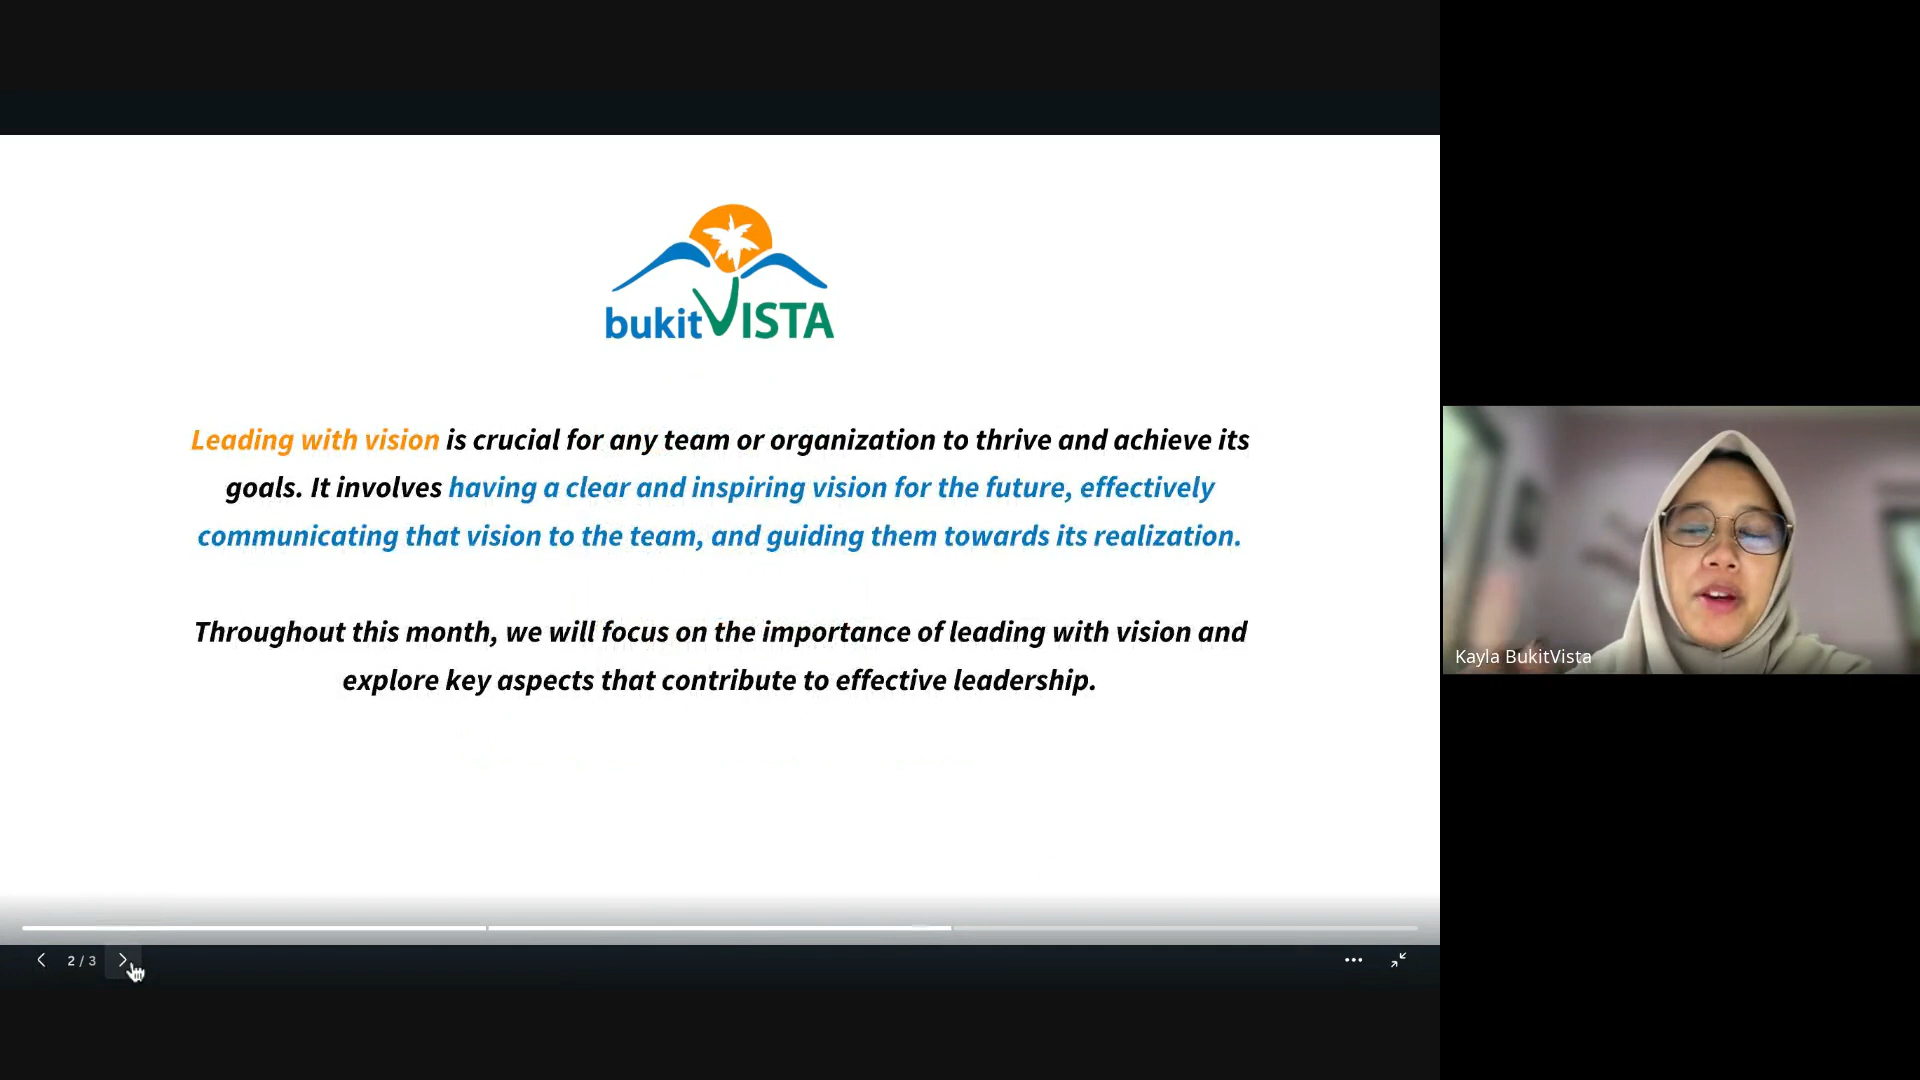 bukitVISTA
Leading with vision is crucial for any team or organization to thrive and achieve its
goals. It involves having a clear and inspiring vision for the future, effectively
communicating that vision to the team, and guiding them towards its realization.
Throughout this month, we will focus on the importance of leading with vision and
explore key aspects that contribute to effective leadership.
Kayla BukitVista
2 / 3